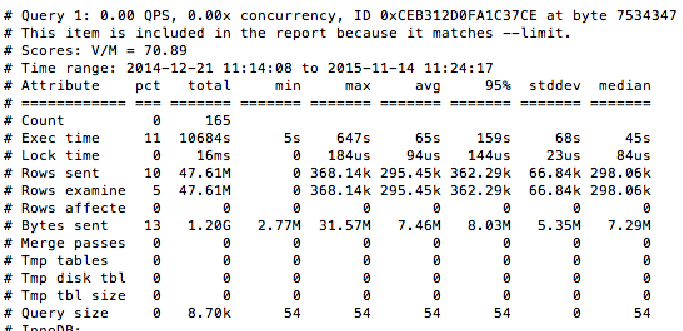 # Query 1: 0.00 QPS, 0.00x concurrency, ID 0xCEB312D0FA1C37CE at byte 7534347
# This item is included in the report because it matches --limit.
# Scores: V/M = 70.89
# Time range: 2014-12-21 11:14:08 to 2015-11-14 11:24:17
# Attribute    pct   total     min     max     avg     95%  stddev  median
# ============ === ======= ======= ======= ======= ======= ======= =======
# Count          0     165
# Exec time     11  10684s      5s    647s     65s    159s     68s     45s
# Lock time      0    16ms       0   184us    94us   144us    23us    84us
# Rows sent     10  47.61M       0 368.14k 295.45k 362.29k  66.84k 298.06k
# Rows examine   5  47.61M       0 368.14k 295.45k 362.29k  66.84k 298.06k
# Rows affecte   0       0       0       0       0       0       0       0
# Bytes sent    13   1.20G   2.77M  31.57M   7.46M   8.03M   5.35M   7.29M
# Merge passes   0       0       0       0       0       0       0       0
# Tmp tables     0       0       0       0       0       0       0       0
# Tmp disk tbl   0       0       0       0       0       0       0       0
# Tmp tbl size   0       0       0       0       0       0       0       0
# Query size     0   8.70k      54      54      54      54       0      54
# InnoDB: